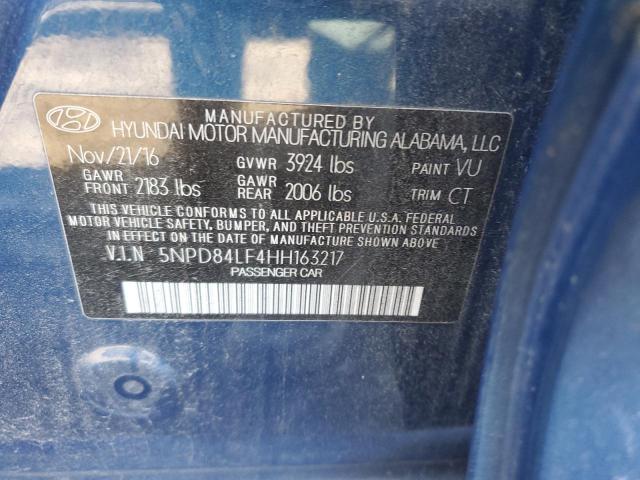 MANUFACTURED BY
HYUNDAI MOTOR MANUFACTURING ALABAMA, LLC
Nov/21/16 GVWR 3924 lbs PAINT VU
GAWR FRONT 2183 lbs GAWR REAR 2006 lbs TRIM CT
THIS VEHICLE CONFORMS TO ALL APPLICABLE U.S.A. FEDERAL
MOTOR VEHICLE SAFETY, BUMPER, AND THEFT PREVENTION STANDARDS
IN EFFECT ON THE DATE OF MANUFACTURE SHOWN ABOVE.
V.I.N 5NPD84LF4HH163217
PASSENGER CAR